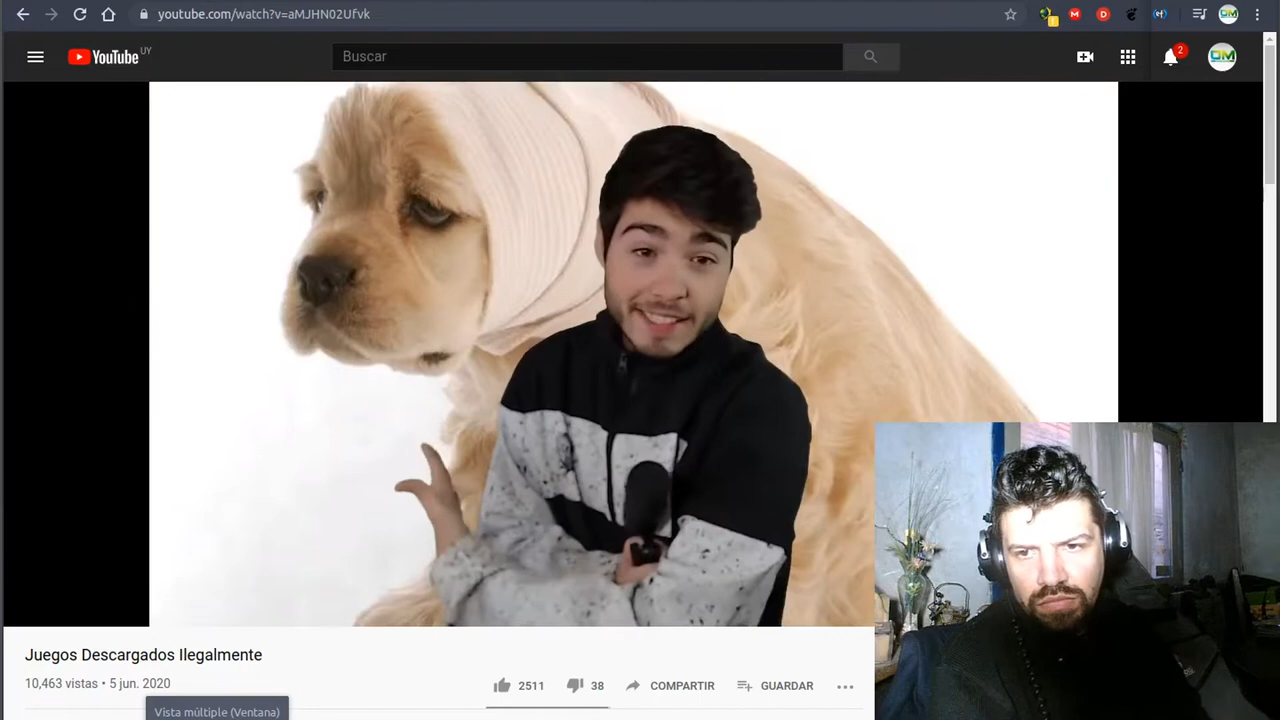 youtube.com/watch?v=aMJHN02Ufvk
YouTube UY
Buscar
2
OM
Juegos Descargados Ilegalmente
10,463 vistas • 5 jun. 2020
2511
38
COMPARTIR
GUARDAR
Vista múltiple (Ventana)